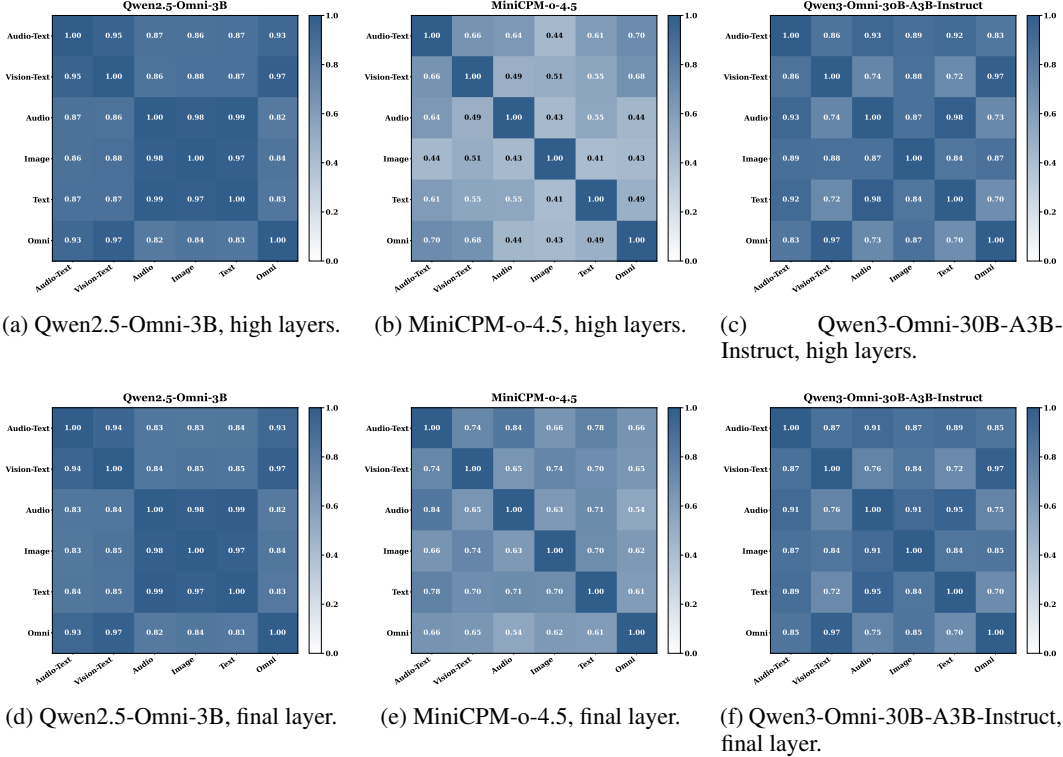 Qwen2.5-Omni-3B
Audio-Text 1.00 0.95 0.87 0.86 0.87 0.93
Vision-Text 0.95 1.00 0.86 0.88 0.87 0.97
Audio 0.87 0.86 1.00 0.98 0.99 0.82
Image 0.86 0.88 0.98 1.00 0.97 0.84
Text 0.87 0.87 0.99 0.97 1.00 0.83
Omni 0.93 0.97 0.82 0.84 0.83 1.00
Audio-Text Vision-Text Audio Image Text Omni
1.0
0.8
0.6
0.4
0.2
0.0
(a) Qwen2.5-Omni-3B, high layers.
MiniCPM-o-4.5
Audio-Text 1.00 0.66 0.64 0.44 0.61 0.70
Vision-Text 0.66 1.00 0.49 0.51 0.55 0.68
Audio 0.64 0.49 1.00 0.43 0.55 0.44
Image 0.44 0.51 0.43 1.00 0.41 0.43
Text 0.61 0.55 0.55 0.41 1.00 0.49
Omni 0.70 0.68 0.44 0.43 0.49 1.00
Audio-Text Vision-Text Audio Image Text Omni
1.0
0.8
0.6
0.4
0.2
0.0
(b) MiniCPM-o-4.5, high layers.
Qwen3-Omni-30B-A3B-Instruct
Audio-Text 1.00 0.86 0.93 0.89 0.92 0.83
Vision-Text 0.86 1.00 0.74 0.88 0.72 0.97
Audio 0.93 0.74 1.00 0.87 0.98 0.73
Image 0.89 0.88 0.87 1.00 0.84 0.87
Text 0.92 0.72 0.98 0.84 1.00 0.70
Omni 0.83 0.97 0.73 0.87 0.70 1.00
Audio-Text Vision-Text Audio Image Text Omni
1.0
0.8
0.6
0.4
0.2
0.0
(c) Qwen3-Omni-30B-A3B-
Instruct, high layers.
Qwen2.5-Omni-3B
Audio-Text 1.00 0.94 0.83 0.83 0.84 0.93
Vision-Text 0.94 1.00 0.84 0.85 0.85 0.97
Audio 0.83 0.84 1.00 0.98 0.99 0.82
Image 0.83 0.85 0.98 1.00 0.97 0.84
Text 0.84 0.85 0.99 0.97 1.00 0.83
Omni 0.93 0.97 0.82 0.84 0.83 1.00
Audio-Text Vision-Text Audio Image Text Omni
1.0
0.8
0.6
0.4
0.2
0.0
(d) Qwen2.5-Omni-3B, final layer.
MiniCPM-o-4.5
Audio-Text 1.00 0.74 0.84 0.66 0.78 0.66
Vision-Text 0.74 1.00 0.65 0.74 0.70 0.65
Audio 0.84 0.65 1.00 0.63 0.71 0.54
Image 0.66 0.74 0.63 1.00 0.70 0.62
Text 0.78 0.70 0.71 0.70 1.00 0.61
Omni 0.66 0.65 0.54 0.62 0.61 1.00
Audio-Text Vision-Text Audio Image Text Omni
1.0
0.8
0.6
0.4
0.2
0.0
(e) MiniCPM-o-4.5, final layer.
Qwen3-Omni-30B-A3B-Instruct
Audio-Text 1.00 0.87 0.91 0.87 0.89 0.85
Vision-Text 0.87 1.00 0.76 0.84 0.72 0.97
Audio 0.91 0.76 1.00 0.91 0.95 0.75
Image 0.87 0.84 0.91 1.00 0.84 0.85
Text 0.89 0.72 0.95 0.84 1.00 0.70
Omni 0.85 0.97 0.75 0.85 0.70 1.00
Audio-Text Vision-Text Audio Image Text Omni
1.0
0.8
0.6
0.4
0.2
0.0
(f) Qwen3-Omni-30B-A3B-Instruct,
final layer.